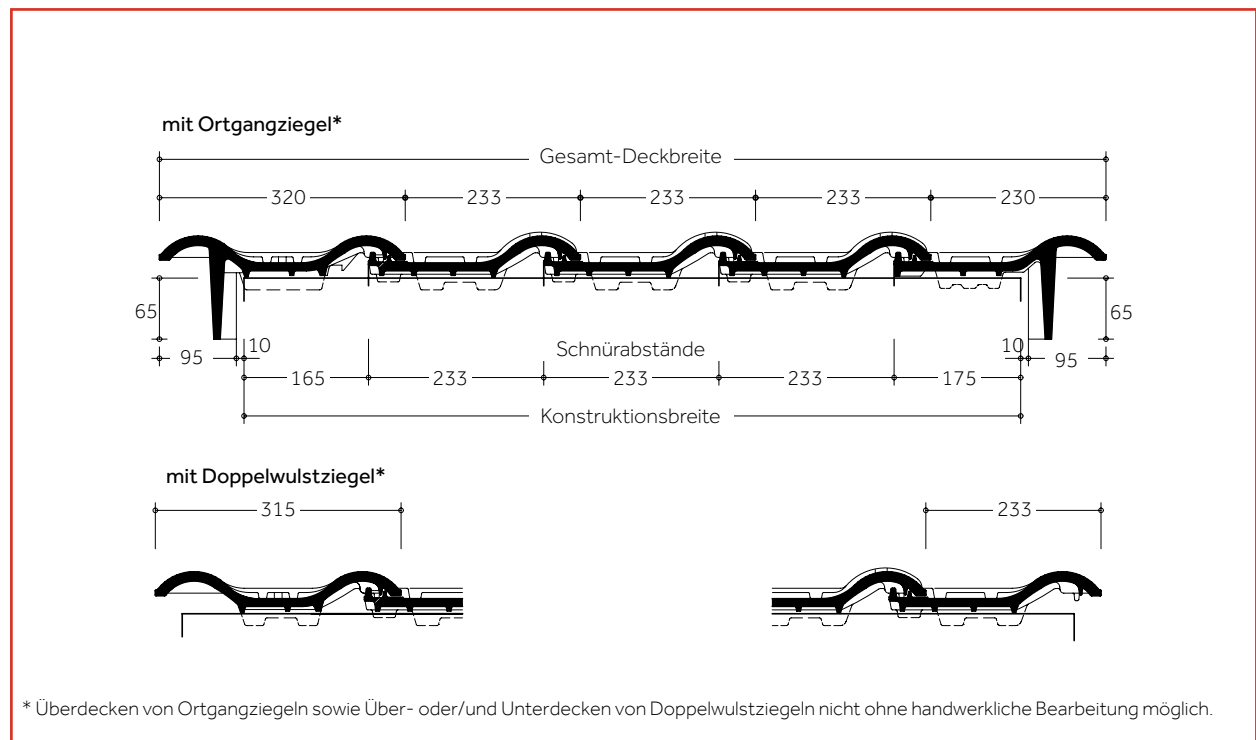 mit Ortgangziegel*
Gesamt-Deckbreite
320 233 233 233 230
65 65
95 10 Schnürabstände 10 95
165 233 233 233 175
Konstruktionsbreite
mit Doppelwulstziegel*
315 233
* Überdecken von Ortgangziegeln sowie Über- oder/und Unterdecken von Doppelwulstziegeln nicht ohne handwerkliche Bearbeitung möglich.